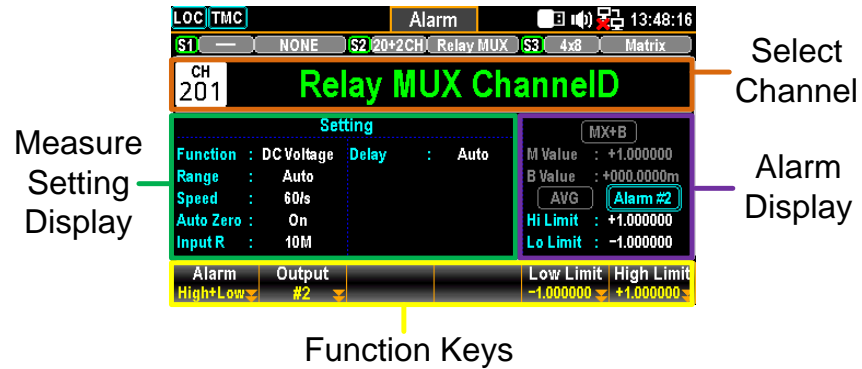 LOC TMC Alarm 13:48:16
S1 — NONE S2 20+2CH Relay MUX S3 4x8 Matrix
CH
201
Relay MUX ChannelD
Select
Channel
Measure
Setting
Display
Setting
Function : DC Voltage Delay : Auto
Range : Auto
Speed : 60/s
Auto Zero : On
Input R : 10M
MX+B
M Value : +1.000000
B Value : +000.0000m
AVG Alarm #2
Hi Limit : +1.000000
Lo Limit : -1.000000
Alarm
Display
Alarm Output Low Limit High Limit
High+Low #2 -1.000000 +1.000000
Function Keys